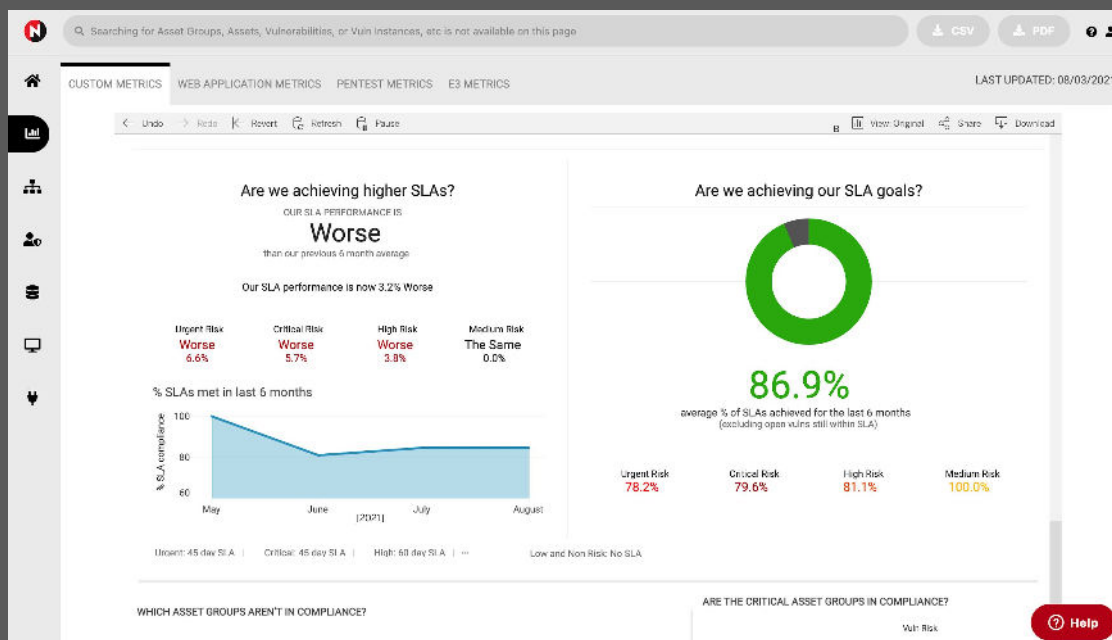 N
Searching for Asset Groups, Assets, Vulnerabilities, or Vuln Instances, etc is not available on this page
CSV
PDF
CUSTOM METRICS
WEB APPLICATION METRICS
PENTEST METRICS
E3 METRICS
LAST UPDATED: 08/03/2021
Undo
Redo
Revert
Refresh
Pause
B
View: Original
Share
Download
Are we achieving higher SLAs?
OUR SLA PERFORMANCE IS
Worse
than our previous 6 month average
Our SLA performance is now 3.2% Worse
Urgent Risk
Critical Risk
High Risk
Medium Risk
Worse
Worse
Worse
The Same
6.6%
5.7%
3.8%
0.0%
% SLAs met in last 6 months
% SLA compliance
100
80
60
May
June
July
August
[2021]
Urgent: 45 day SLA |
Critical: 45 day SLA |
High: 60 day SLA | ...
Low and Non Risk: No SLA
Are we achieving our SLA goals?
86.9%
average % of SLAs achieved for the last 6 months
(excluding open vulns still within SLA)
Urgent Risk
Critical Risk
High Risk
Medium Risk
78.2%
79.6%
81.1%
100.0%
WHICH ASSET GROUPS AREN'T IN COMPLIANCE?
ARE THE CRITICAL ASSET GROUPS IN COMPLIANCE?
Vuln Risk
Help